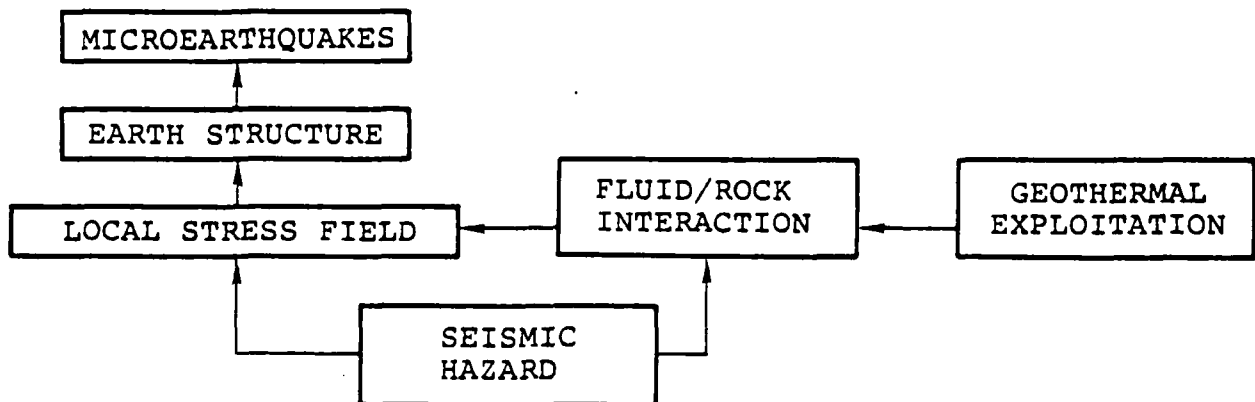 MICROEARTHQUAKES
EARTH STRUCTURE
LOCAL STRESS FIELD
FLUID/ROCK
INTERACTION
GEOTHERMAL
EXPLOITATION
SEISMIC
HAZARD